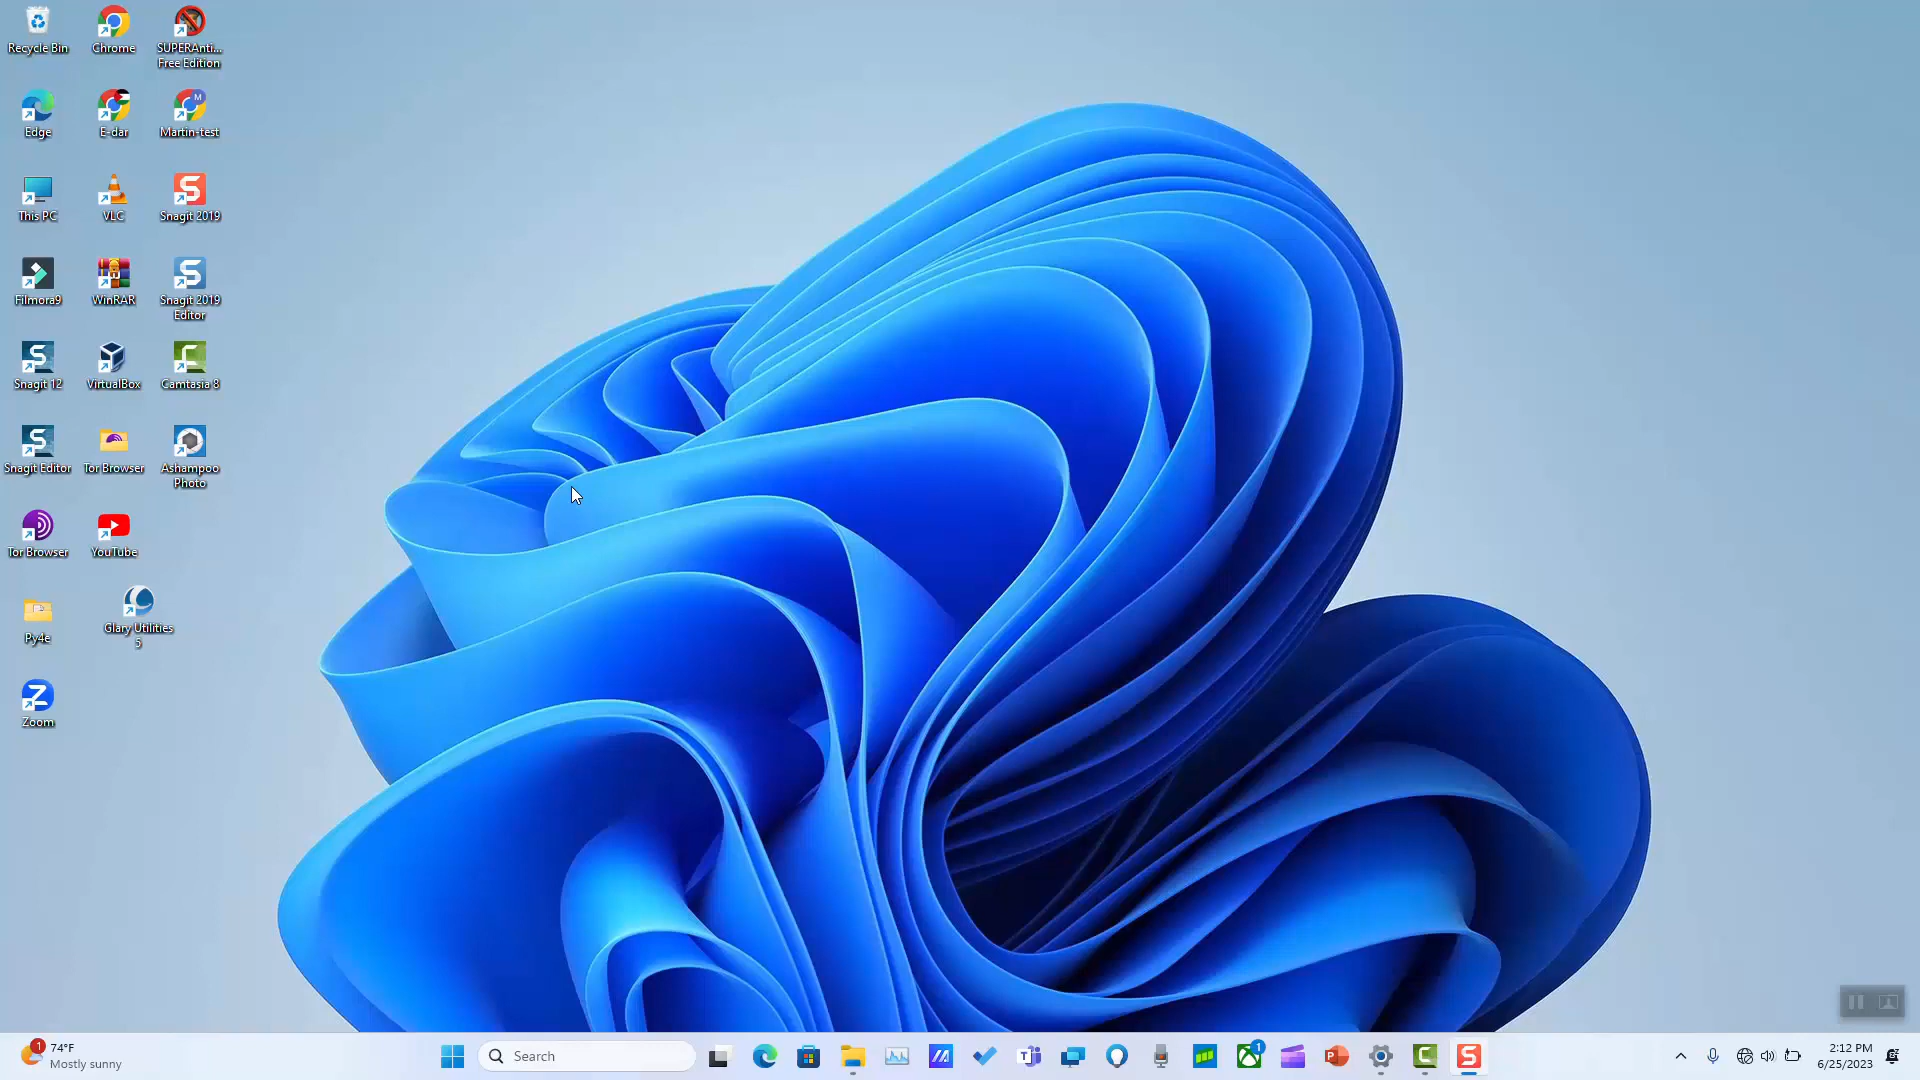 Recycle Bin
Chrome
SUPERAnti...
Free Edition
Edge
E-dar
M
Martin-test
This PC
VLC
Snagit 2019
Filmora9
WinRAR
Snagit 2019
Editor
Snagit 12
VirtualBox
Camtasia 8
Snagit Editor
Tor Browser
Ashampoo
Photo
Tor Browser
YouTube
Py4e
Glary Utilities
5
Zoom
1
74°F
Mostly sunny
Search
1
2:12 PM
6/25/2023